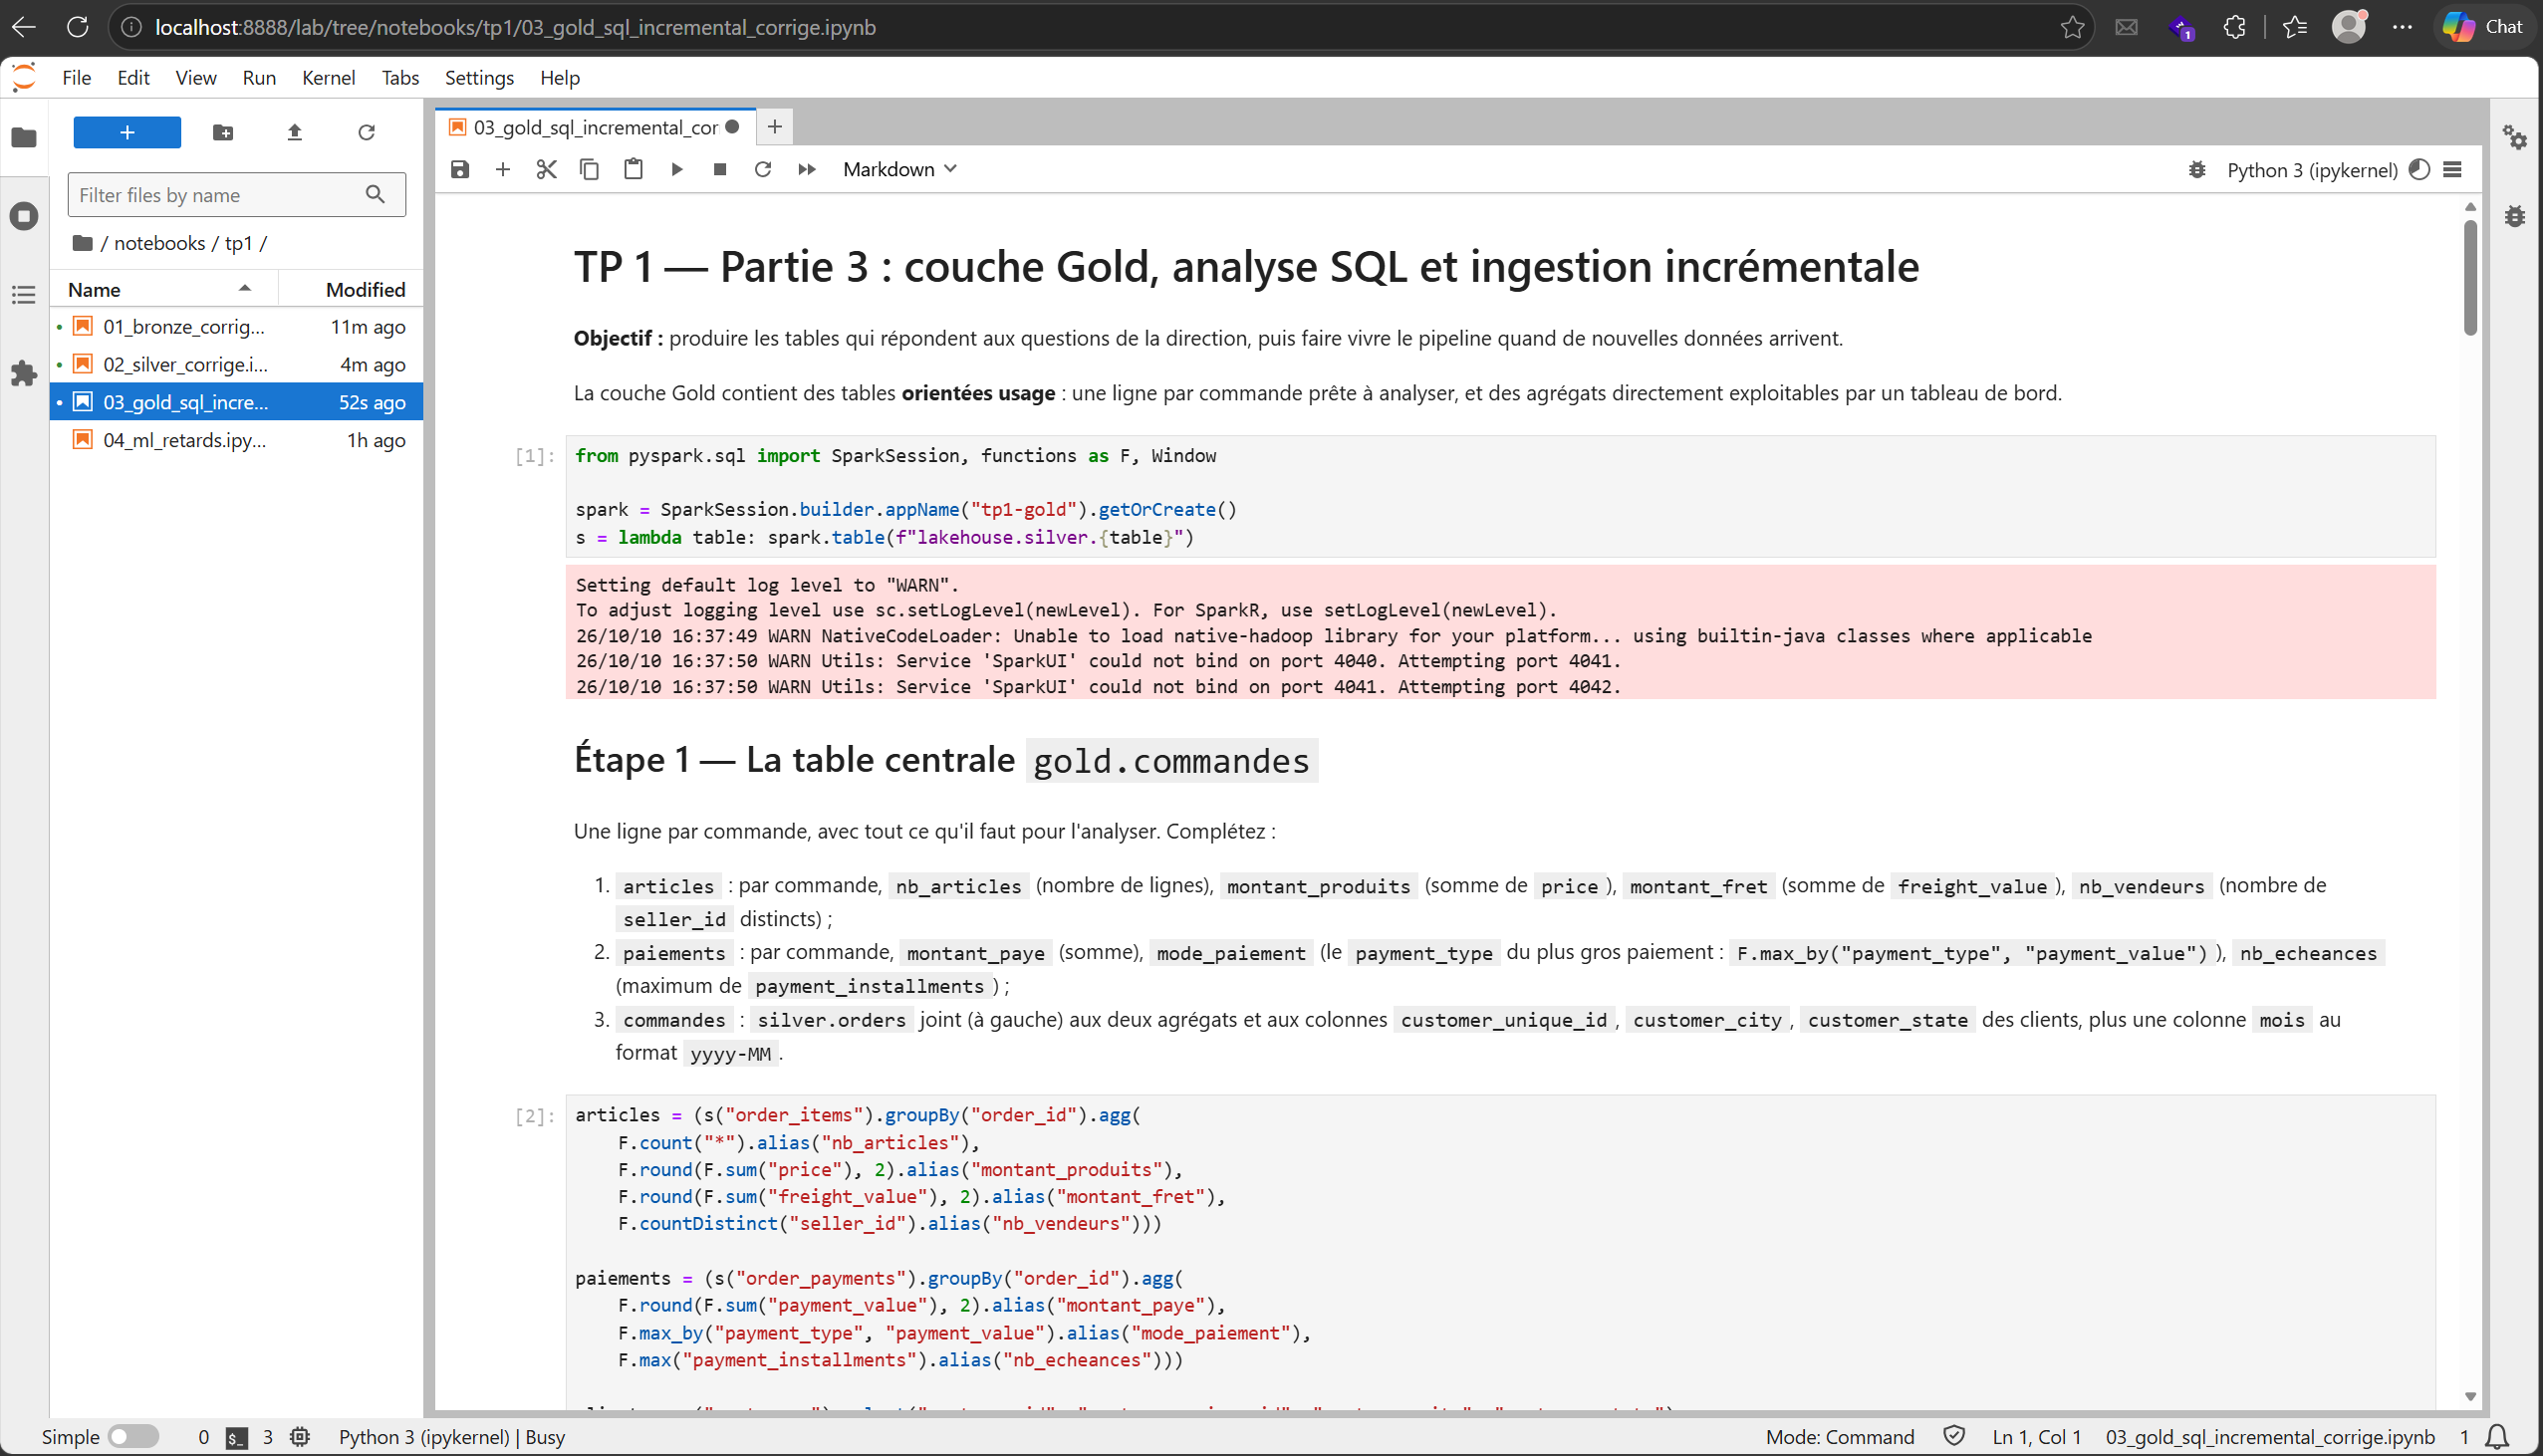 localhost:8888/lab/tree/notebooks/tp1/03_gold_sql_incremental_corrige.ipynb
1
Chat
File Edit View Run Kernel Tabs Settings Help
03_gold_sql_incremental_cor
Filter files by name
Markdown
Python 3 (ipykernel)
/ notebooks / tp1 /
Name Modified
01_bronze_corrig... 11m ago
02_silver_corrige.i... 4m ago
03_gold_sql_incre... 52s ago
04_ml_retards.ipy... 1h ago
TP 1 — Partie 3 : couche Gold, analyse SQL et ingestion incrémentale
Objectif : produire les tables qui répondent aux questions de la direction, puis faire vivre le pipeline quand de nouvelles données arrivent.
La couche Gold contient des tables orientées usage : une ligne par commande prête à analyser, et des agrégats directement exploitables par un tableau de bord.
[1]: from pyspark.sql import SparkSession, functions as F, Window
spark = SparkSession.builder.appName("tp1-gold").getOrCreate()
s = lambda table: spark.table(f"lakehouse.silver.{table}")
Setting default log level to "WARN".
To adjust logging level use sc.setLogLevel(newLevel). For SparkR, use setLogLevel(newLevel).
26/10/10 16:37:49 WARN NativeCodeLoader: Unable to load native-hadoop library for your platform... using builtin-java classes where applicable
26/10/10 16:37:50 WARN Utils: Service 'SparkUI' could not bind on port 4040. Attempting port 4041.
26/10/10 16:37:50 WARN Utils: Service 'SparkUI' could not bind on port 4041. Attempting port 4042.
Étape 1 — La table centrale gold.commandes
Une ligne par commande, avec tout ce qu'il faut pour l'analyser. Complétez :
1. articles : par commande, nb_articles (nombre de lignes), montant_produits (somme de price ), montant_fret (somme de freight_value ), nb_vendeurs (nombre de
seller_id distincts) ;
2. paiements : par commande, montant_paye (somme), mode_paiement (le payment_type du plus gros paiement : F.max_by("payment_type", "payment_value") ), nb_echeances
(maximum de payment_installments ) ;
3. commandes : silver.orders joint (à gauche) aux deux agrégats et aux colonnes customer_unique_id , customer_city , customer_state des clients, plus une colonne mois au
format yyyy-MM .
[2]: articles = (s("order_items").groupBy("order_id").agg(
F.count("*").alias("nb_articles"),
F.round(F.sum("price"), 2).alias("montant_produits"),
F.round(F.sum("freight_value"), 2).alias("montant_fret"),
F.countDistinct("seller_id").alias("nb_vendeurs")))
paiements = (s("order_payments").groupBy("order_id").agg(
F.round(F.sum("payment_value"), 2).alias("montant_paye"),
F.max_by("payment_type", "payment_value").alias("mode_paiement"),
F.max("payment_installments").alias("nb_echeances")))
Simple 0 $_ 3 Python 3 (ipykernel) | Busy Mode: Command Ln 1, Col 1 03_gold_sql_incremental_corrige.ipynb 1